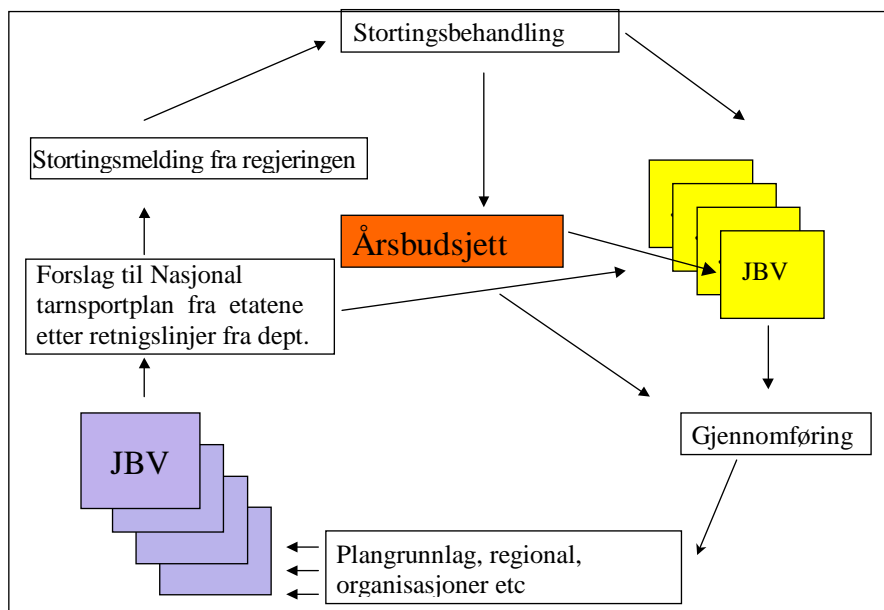 Stortingsbehandling
Stortingsmelding fra regjeringen
Årsbudsjett
JBV
Forslag til Nasjonal
tarnsportplan fra etatene
etter retnigslinjer fra dept.
JBV
Gjennomføring
Plangrunnlag, regional,
organisasjoner etc